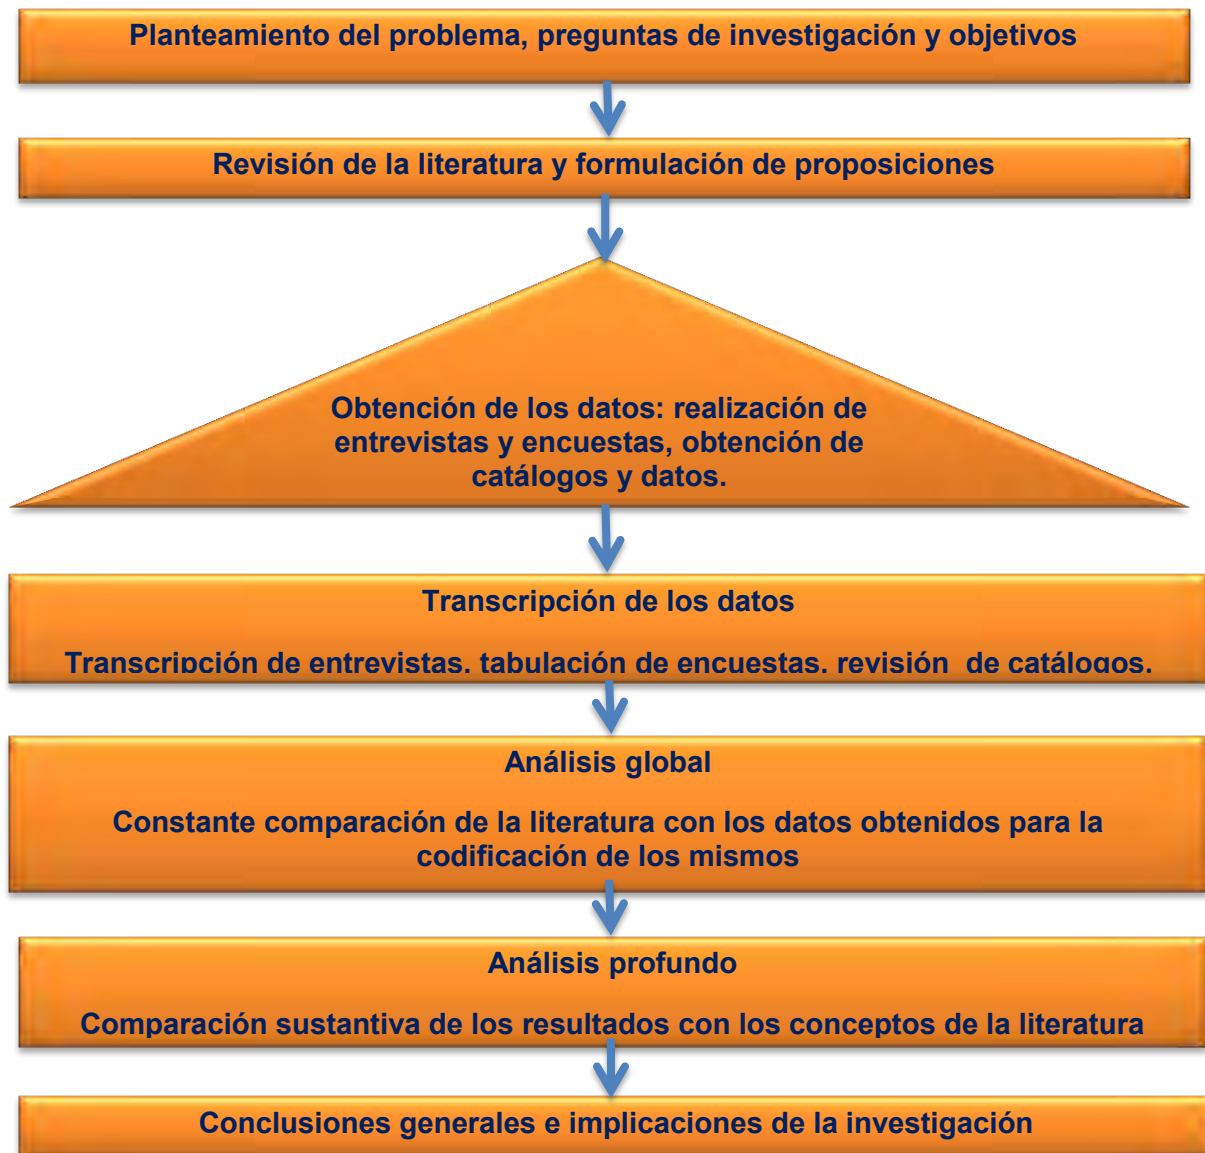 Planteamiento del problema, preguntas de investigación y objetivos
Revisión de la literatura y formulación de proposiciones
Obtención de los datos: realización de
entrevistas y encuestas, obtención de
catálogos y datos.
Transcripción de los datos
Transcripción de entrevistas, tabulación de encuestas, revisión de catálogos.
Análisis global
Constante comparación de la literatura con los datos obtenidos para la
codificación de los mismos
Análisis profundo
Comparación sustantiva de los resultados con los conceptos de la literatura
Conclusiones generales e implicaciones de la investigación